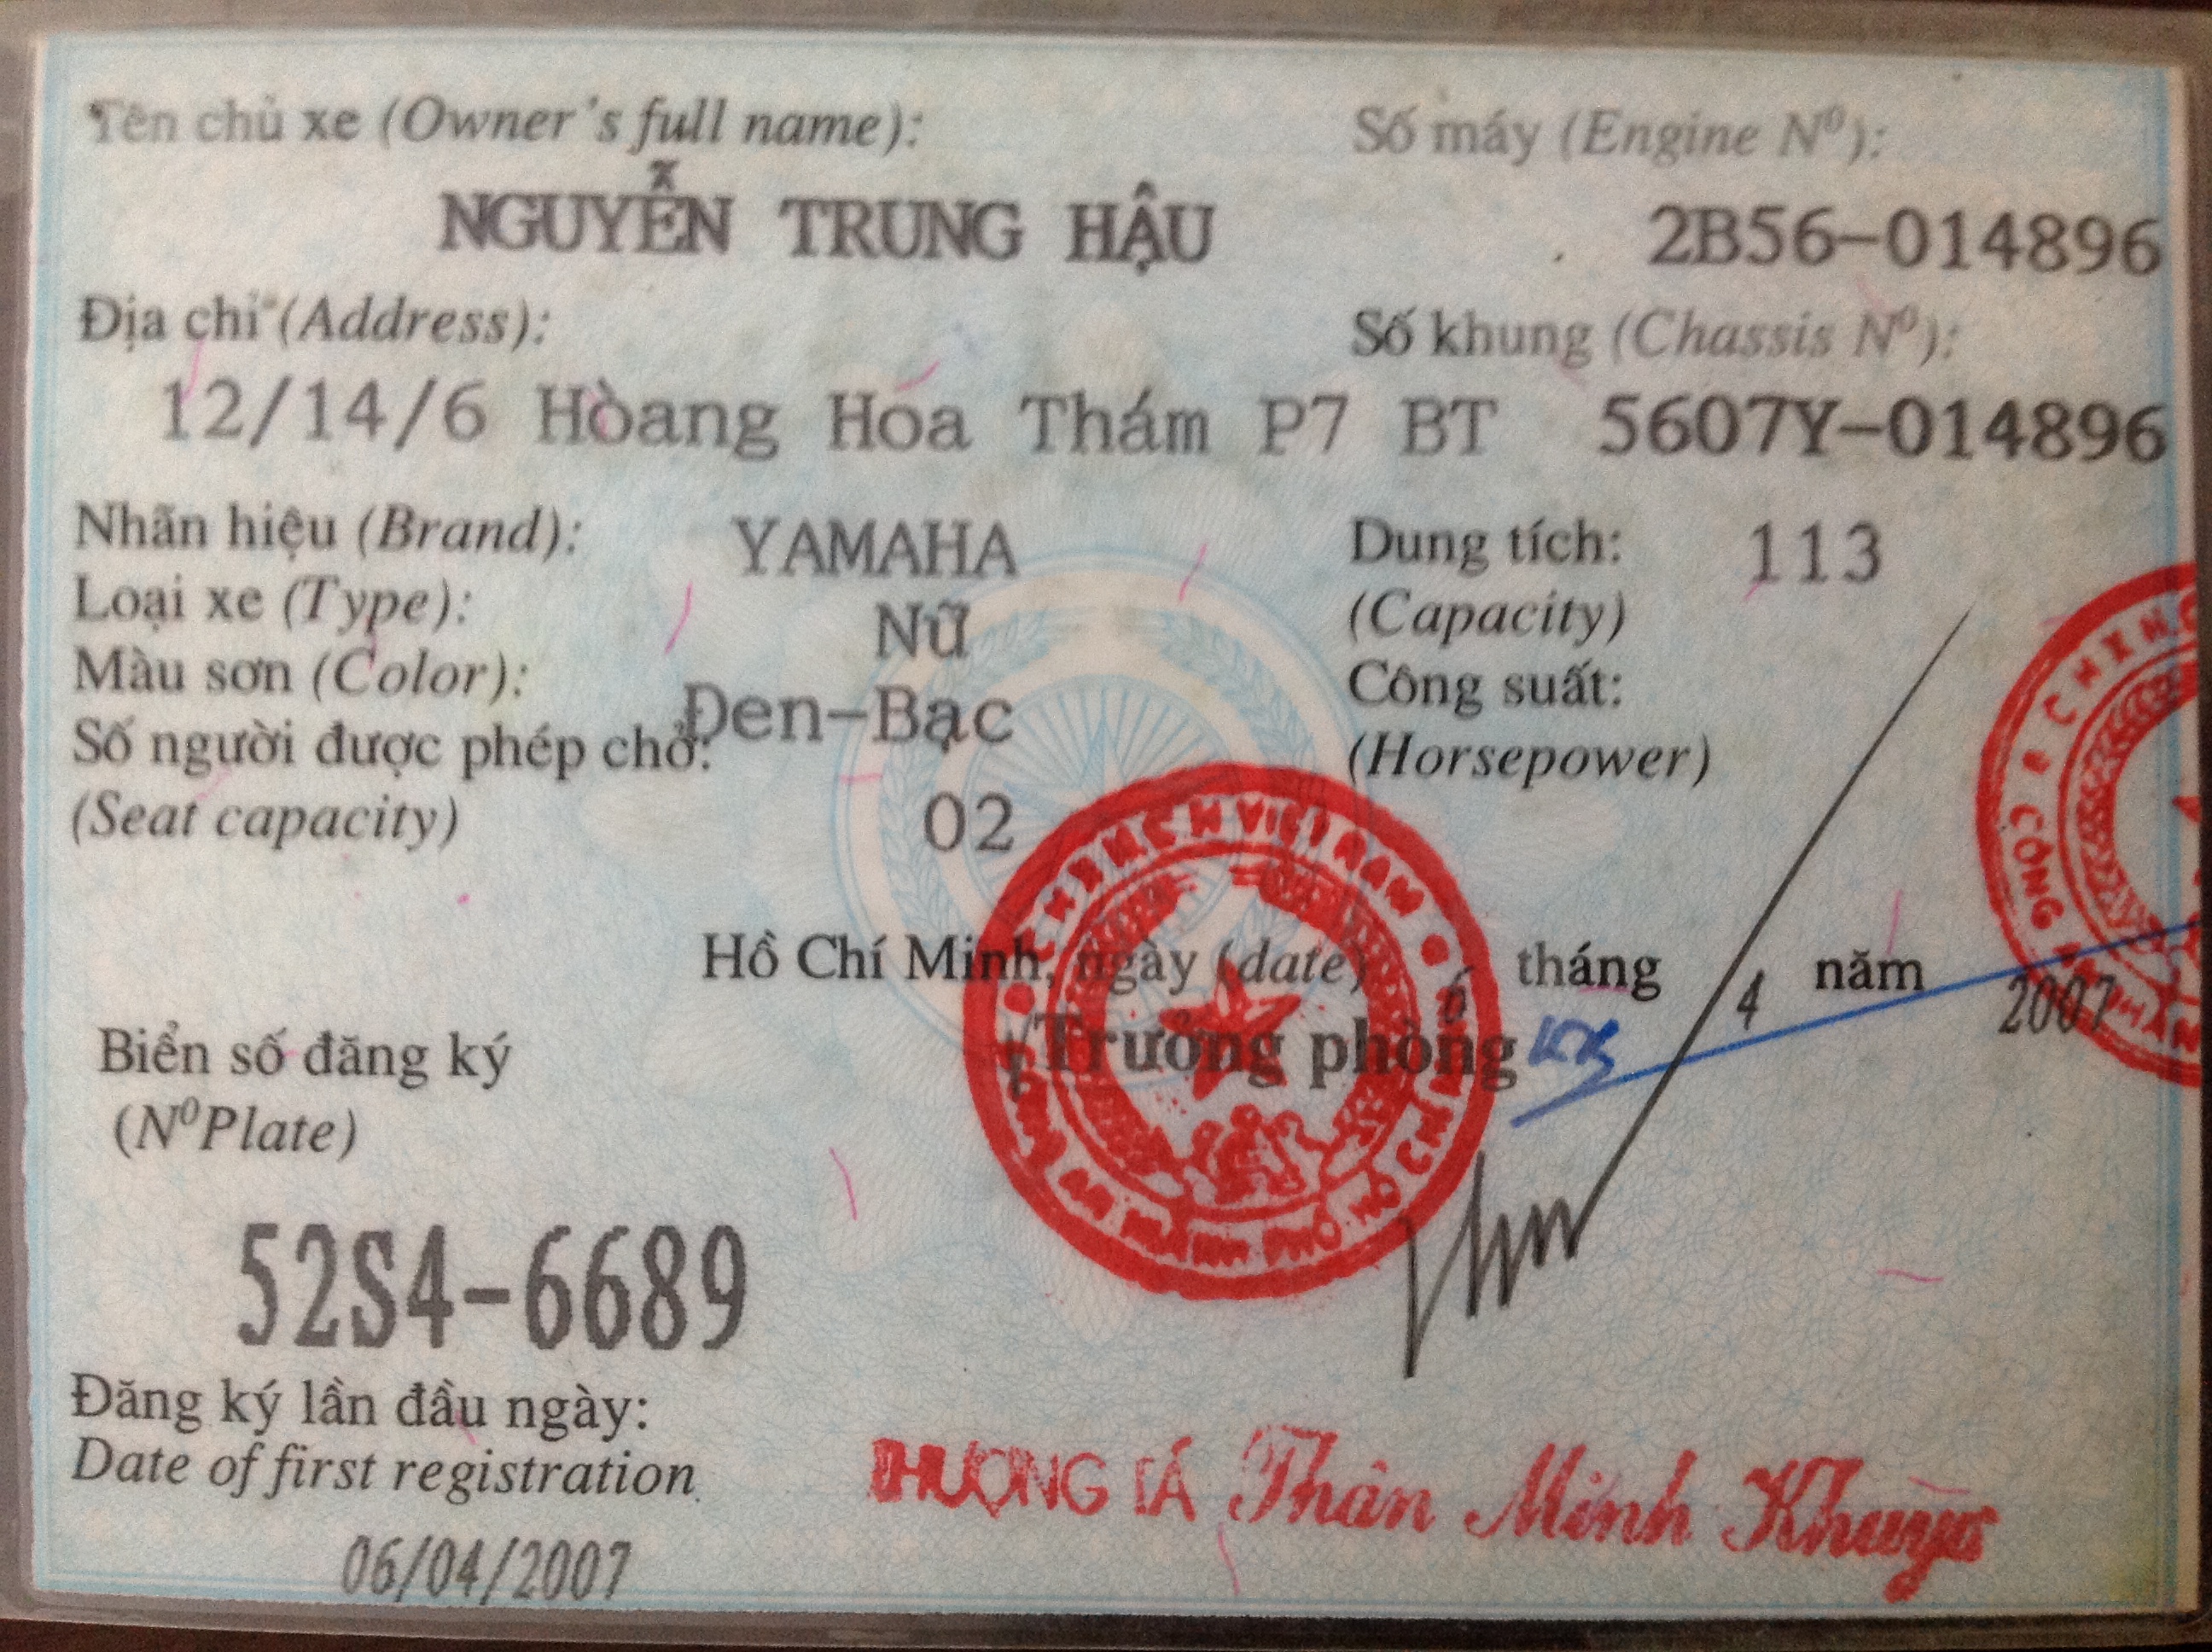 Tên chủ xe (Owner's full name):
NGUYỄN TRUNG HẬU
Số máy (Engine Nº):
2B56-014896
Địa chỉ (Address):
12/14/6 Hòang Hoa Thám P7 BT
Số khung (Chassis Nº):
5607Y-014896
Nhãn hiệu (Brand): YAMAHA
Loại xe (Type): Nữ
Màu sơn (Color): Đen-Bạc
Số người được phép chở:
(Seat capacity) 02
Dung tích: 113
(Capacity)
Công suất:
(Horsepower)
Hồ Chí Minh, ngày (date) 6 tháng 4 năm 2007
Trưởng phòng
Biển số đăng ký
(Nº Plate)
52S4-6689
Đăng ký lần đầu ngày:
Date of first registration
06/04/2007
THƯỢNG TÁ Thân Minh